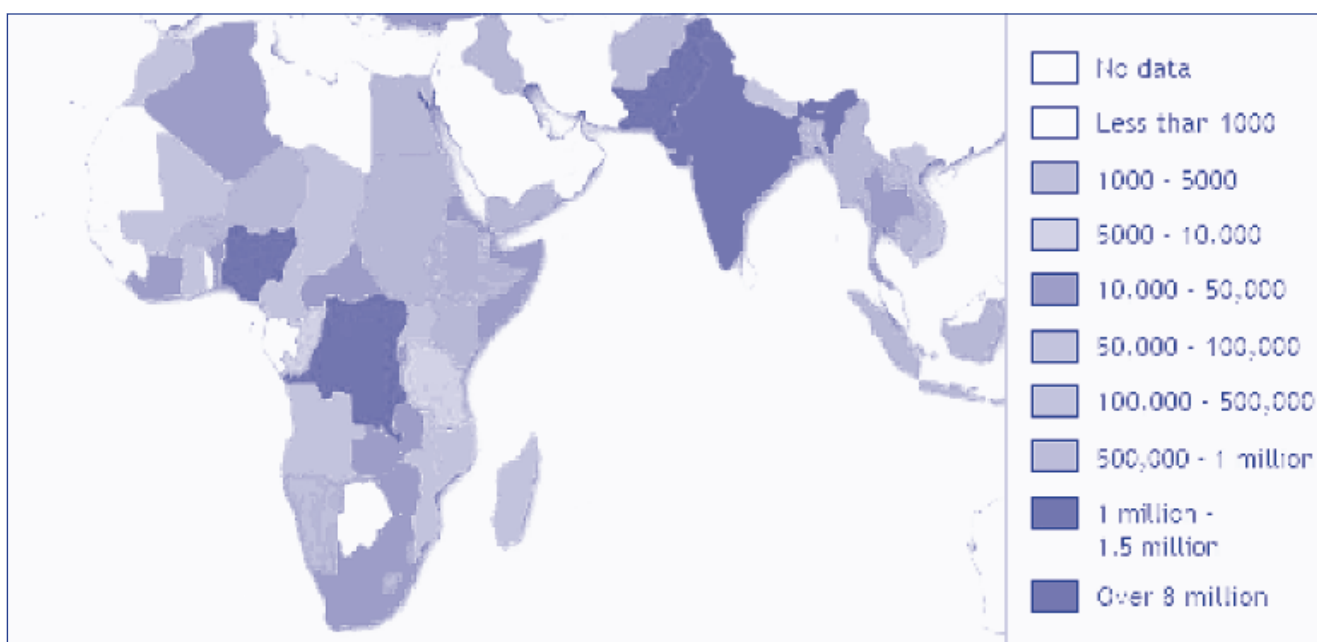 No data
Less than 1000
1000 - 5000
5000 - 10.000
10.000 - 50,000
50.000 - 100,000
100.000 - 500,000
500,000 - 1 million
1 million -
1.5 million
Over 8 million